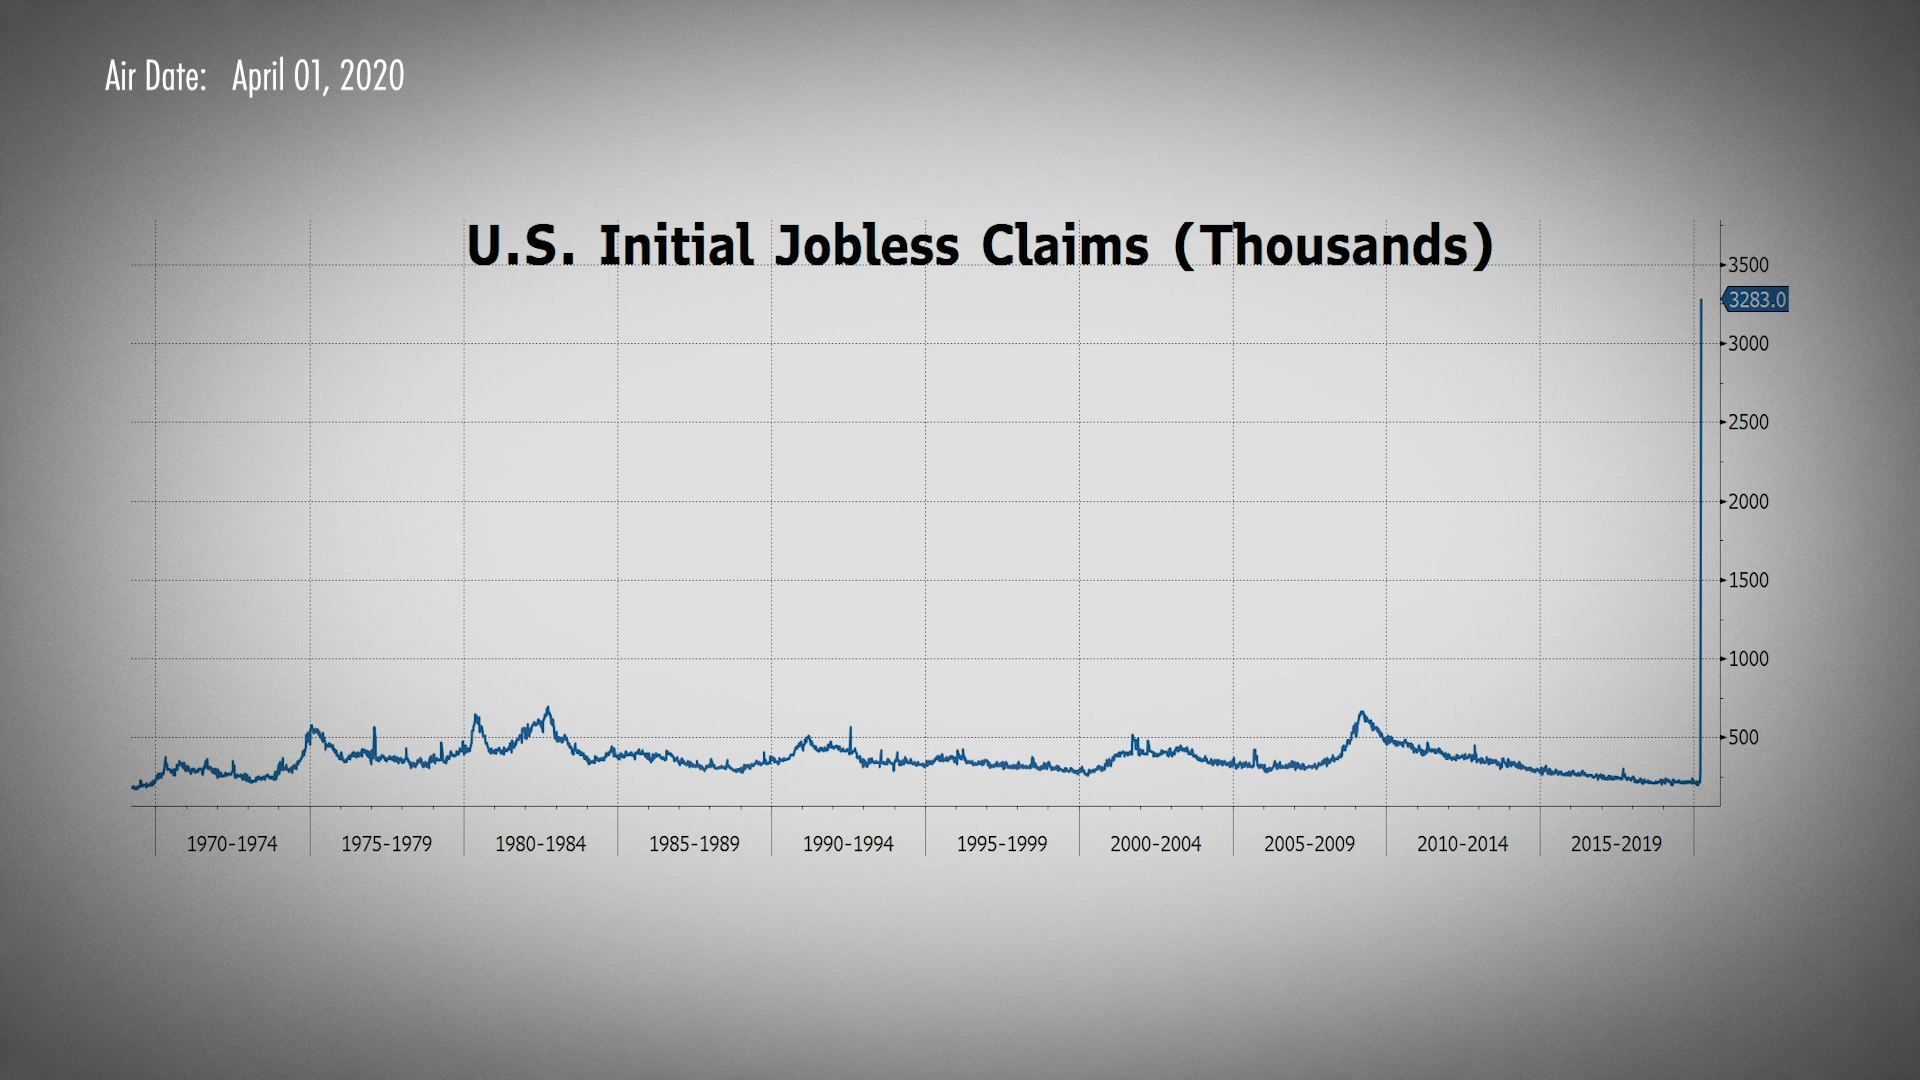 Air Date: April 01, 2020
U.S. Initial Jobless Claims (Thousands)
3500
3283.0
3000
2500
2000
1500
1000
500
1970-1974 1975-1979 1980-1984 1985-1989 1990-1994 1995-1999 2000-2004 2005-2009 2010-2014 2015-2019